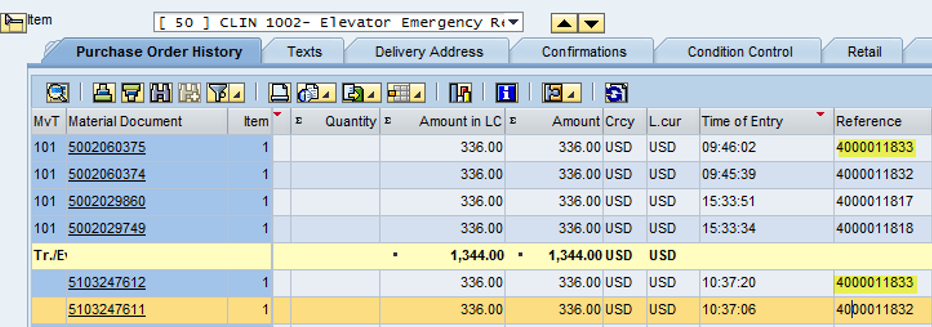 Item [ 50 ] CLIN 1002- Elevator Emergency Re
Purchase Order History Texts Delivery Address Confirmations Condition Control Retail
MvT Material Document Item Σ Quantity Σ Amount in LC Σ Amount Crcy L.cur Time of Entry Reference
101 5002060375 1 336.00 336.00 USD USD 09:46:02 4000011833
101 5002060374 1 336.00 336.00 USD USD 09:45:39 4000011832
101 5002029860 1 336.00 336.00 USD USD 15:33:51 4000011817
101 5002029749 1 336.00 336.00 USD USD 15:33:34 4000011818
Tr./Ev ▪ 1,344.00 ▪ 1,344.00 USD USD
5103247612 1 336.00 336.00 USD USD 10:37:20 4000011833
5103247611 1 336.00 336.00 USD USD 10:37:06 4000011832